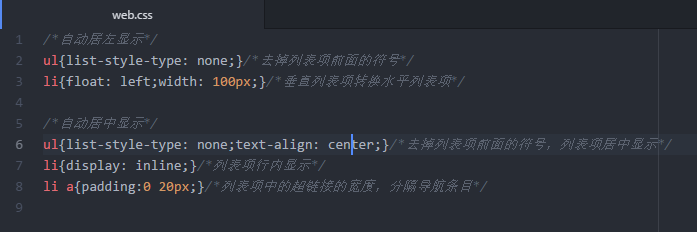 web.css
1 /*自动居左显示*/
2 ul{list-style-type: none;}/*去掉列表项前面的符号*/
3 li{float: left;width: 100px;}/*垂直列表项转换水平列表项*/
4
5 /*自动居中显示*/
6 ul{list-style-type: none;text-align: center;}/*去掉列表项前面的符号，列表项居中显示*/
7 li{display: inline;}/*列表项行内显示*/
8 li a{padding:0 20px;}/*列表项中的超链接的宽度，分隔导航条目*/
9